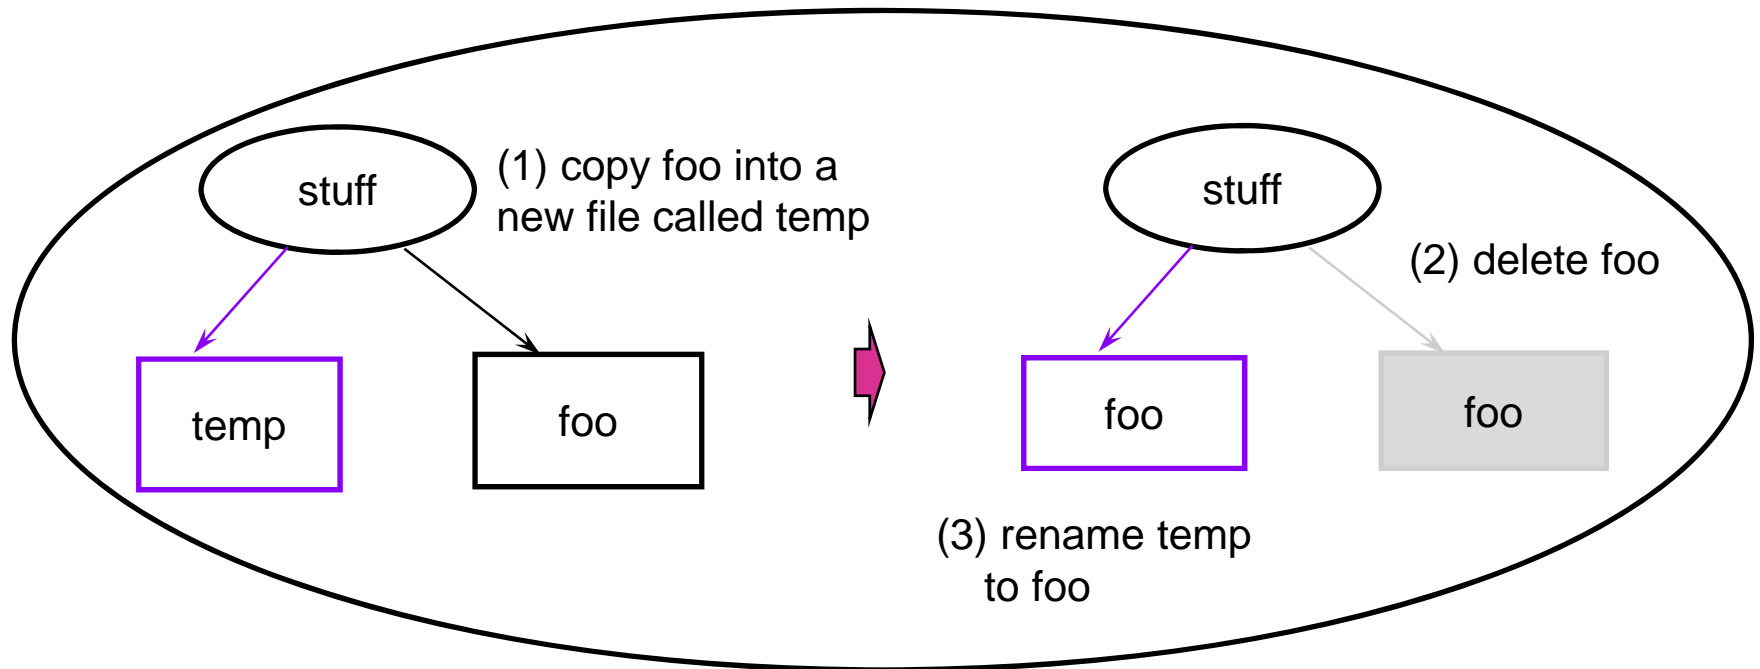 stuff
(1) copy foo into a
new file called temp
temp
foo
stuff
(2) delete foo
foo
foo
(3) rename temp
to foo